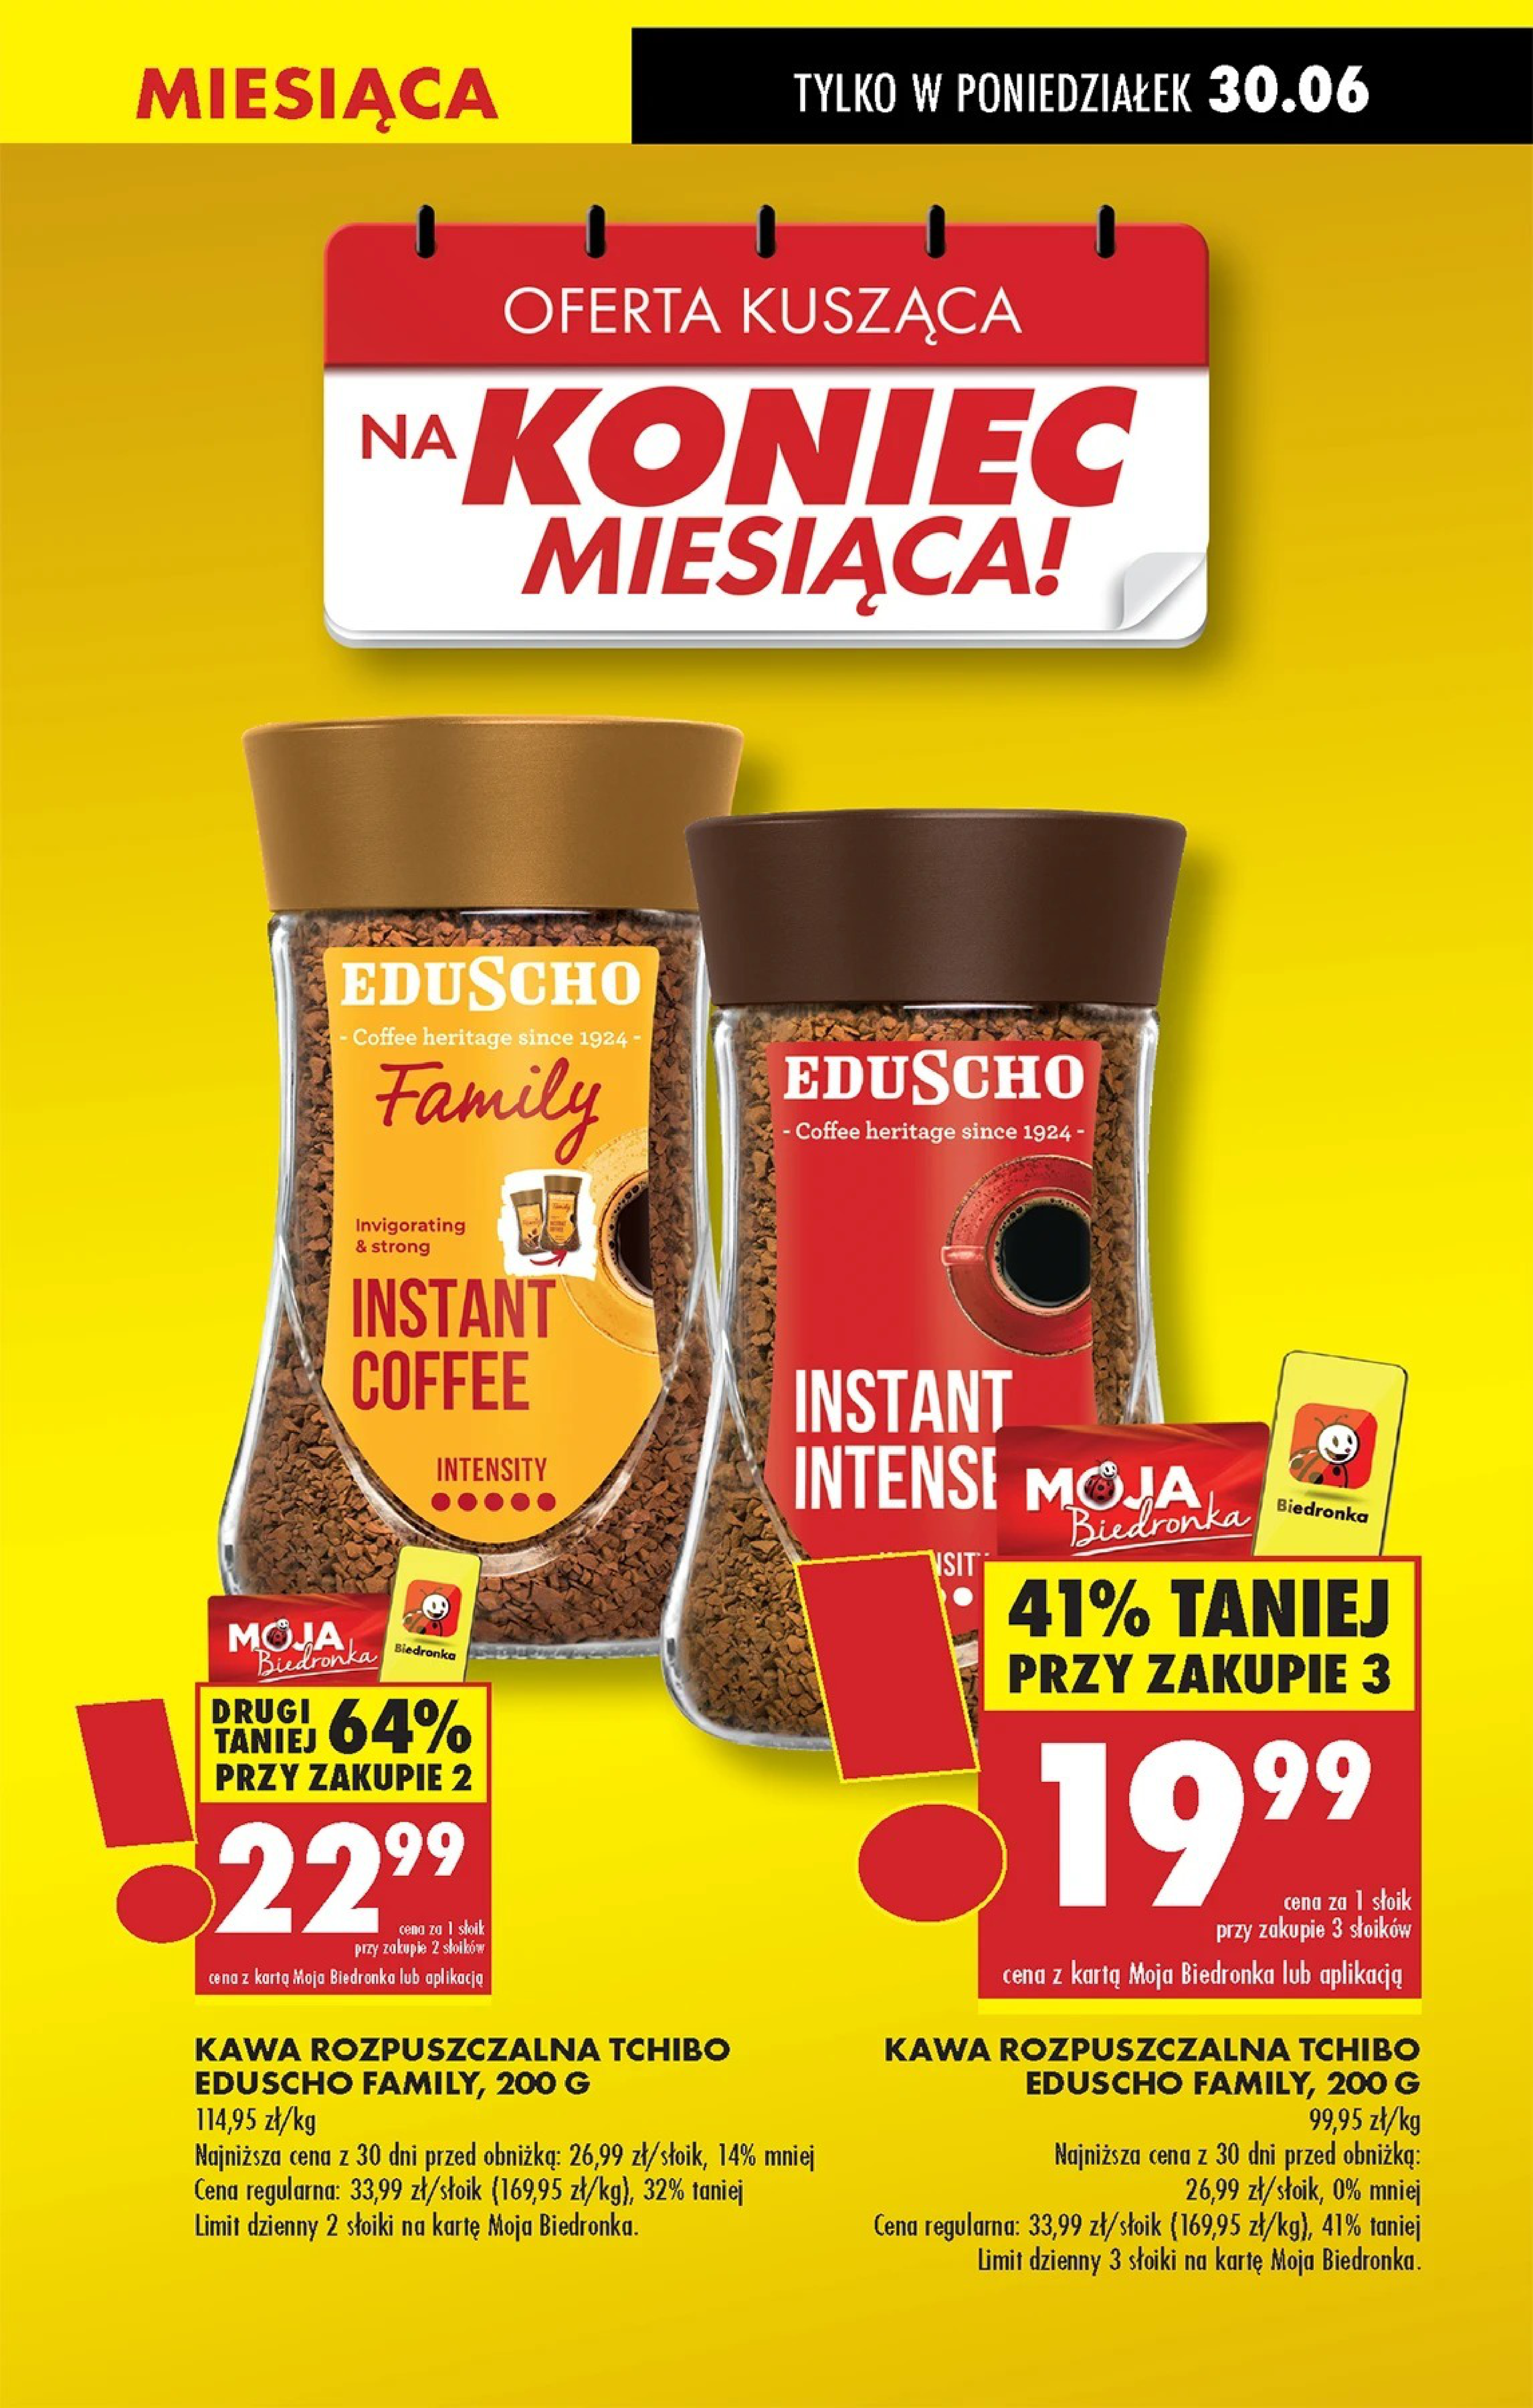 MIESIĄCA
TYLKO W PONIEDZIAŁEK 30.06
OFERTA KUSZĄCA
NA KONIEC
MIESIĄCA!
EDUSCHO
- Coffee heritage since 1924 -
Family
Invigorating
& strong
INSTANT
COFFEE
INTENSITY
EDUSCHO
- Coffee heritage since 1924 -
INSTANT
INTENSE
MOJA
Biedronka
Biedronka
DRUGI
TANIEJ 64%
PRZY ZAKUPIE 2
22 99
cena za 1 słoik
przy zakupie 2 słoików
cena z kartą Moja Biedronka lub aplikacją
MOJA
Biedronka
Biedronka
41% TANIEJ
PRZY ZAKUPIE 3
19 99
cena za 1 słoik
przy zakupie 3 słoików
cena z kartą Moja Biedronka lub aplikacją
KAWA ROZPUSZCZALNA TCHIBO
EDUSCHO FAMILY, 200 G
114,95 zł/kg
Najniższa cena z 30 dni przed obniżką: 26,99 zł/słoik, 14% mniej
Cena regularna: 33,99 zł/słoik (169,95 zł/kg), 32% taniej
Limit dzienny 2 słoiki na kartę Moja Biedronka.
KAWA ROZPUSZCZALNA TCHIBO
EDUSCHO FAMILY, 200 G
99,95 zł/kg
Najniższa cena z 30 dni przed obniżką:
26,99 zł/słoik, 0% mniej
Cena regularna: 33,99 zł/słoik (169,95 zł/kg), 41% taniej
Limit dzienny 3 słoiki na kartę Moja Biedronka.